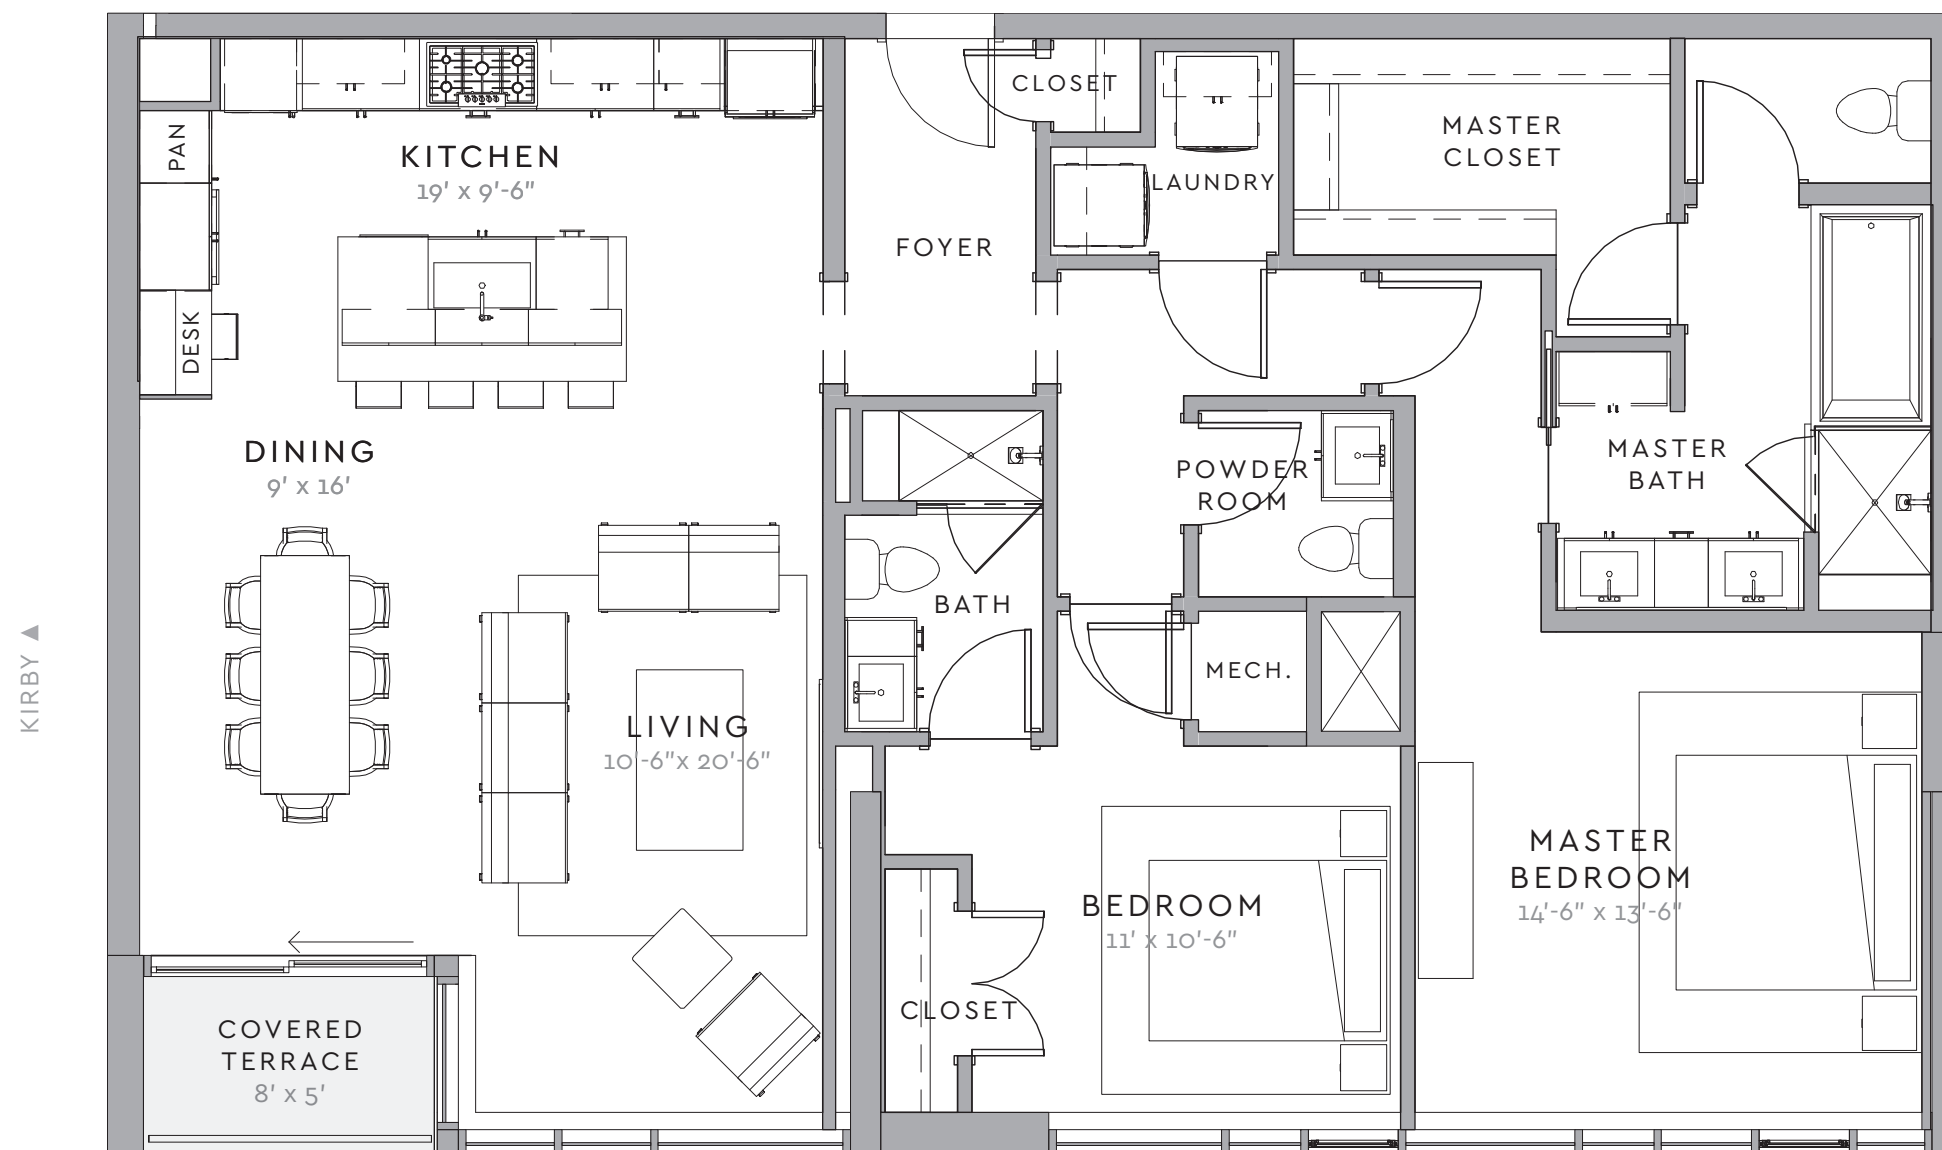 CLOSET
PAN
KITCHEN
19' x 9'-6"
MASTER
CLOSET
LAUNDRY
FOYER
DESK
DINING
9' x 16'
POWDER
ROOM
MASTER
BATH
BATH
KIRBY ▲
MECH.
LIVING
10'-6"x 20'-6"
MASTER
BEDROOM
14'-6" x 13'-6"
BEDROOM
11' x 10'-6"
CLOSET
COVERED
TERRACE
8' x 5'